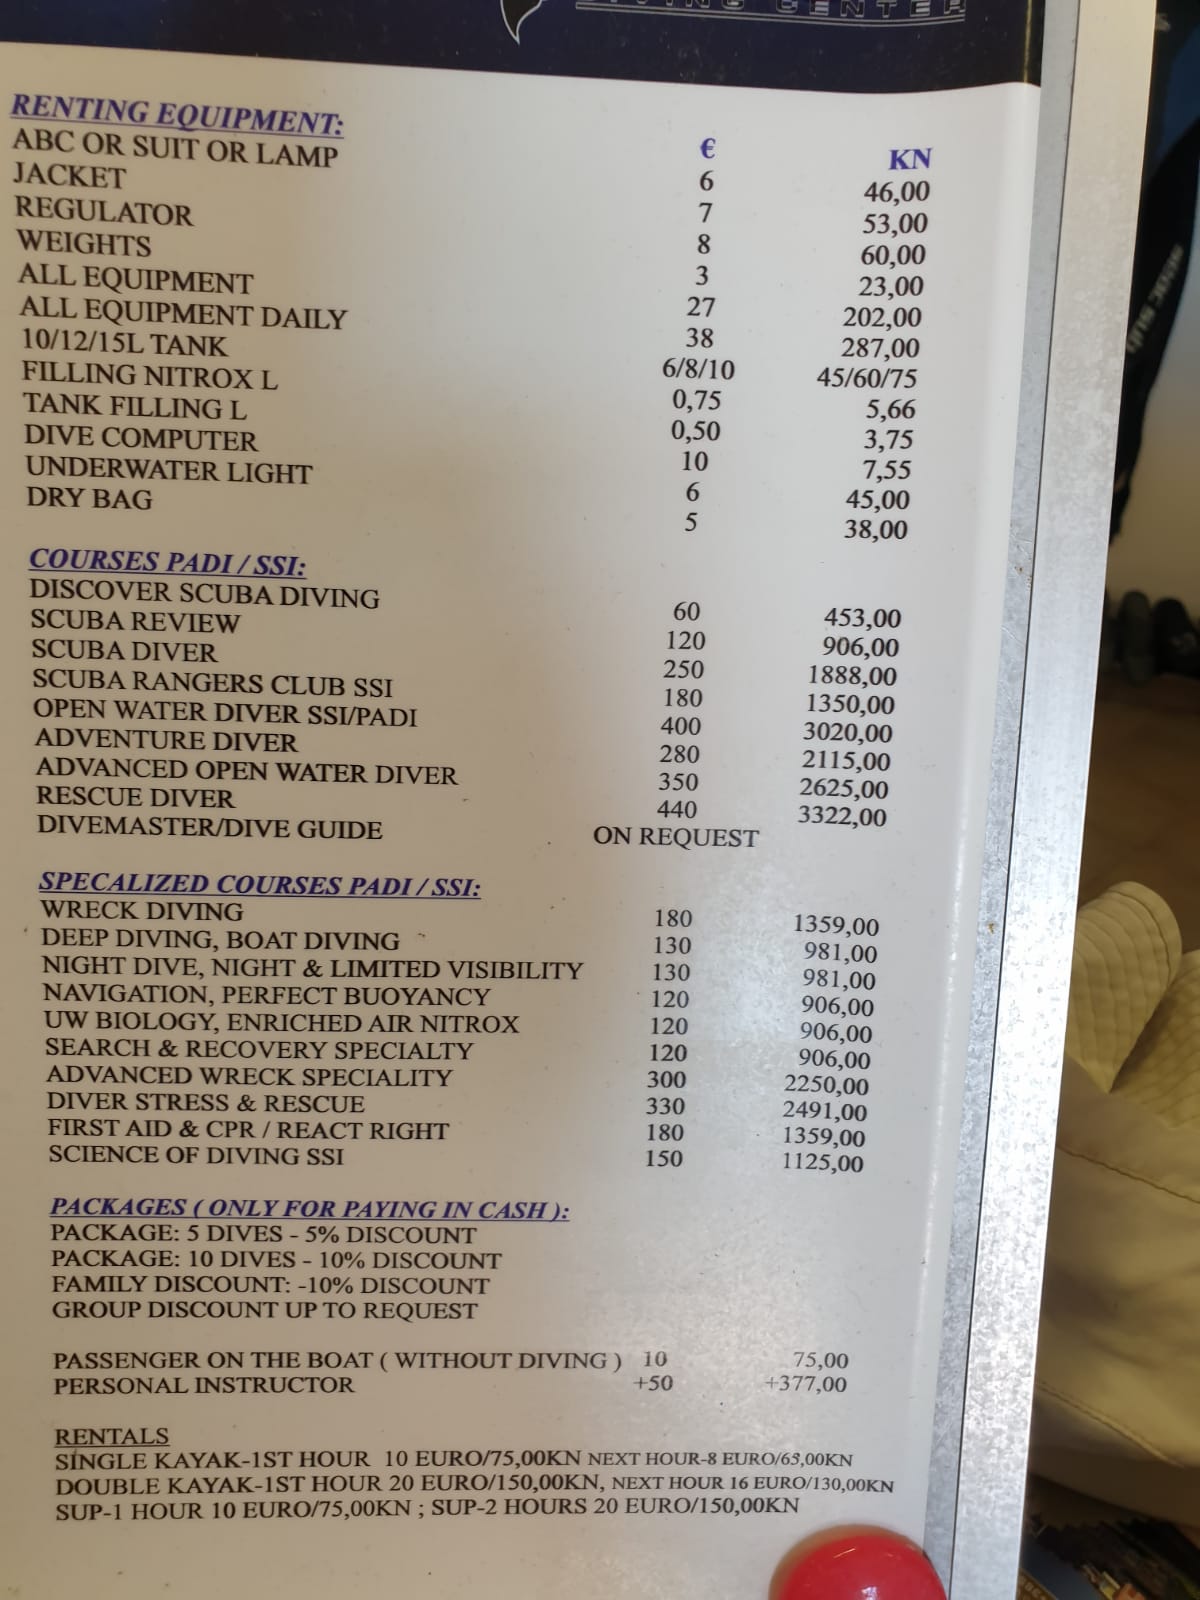 DIVING CENTER
RENTING EQUIPMENT:
€ KN
ABC OR SUIT OR LAMP 6 46,00
JACKET 7 53,00
REGULATOR 8 60,00
WEIGHTS 3 23,00
ALL EQUIPMENT 27 202,00
ALL EQUIPMENT DAILY 38 287,00
10/12/15L TANK 6/8/10 45/60/75
FILLING NITROX L 0,75 5,66
TANK FILLING L 0,50 3,75
DIVE COMPUTER 10 7,55
UNDERWATER LIGHT 6 45,00
DRY BAG 5 38,00
COURSES PADI / SSI:
DISCOVER SCUBA DIVING 60 453,00
SCUBA REVIEW 120 906,00
SCUBA DIVER 250 1888,00
SCUBA RANGERS CLUB SSI 180 1350,00
OPEN WATER DIVER SSI/PADI 400 3020,00
ADVENTURE DIVER 280 2115,00
ADVANCED OPEN WATER DIVER 350 2625,00
RESCUE DIVER 440 3322,00
DIVEMASTER/DIVE GUIDE ON REQUEST
SPECALIZED COURSES PADI / SSI:
WRECK DIVING 180 1359,00
DEEP DIVING, BOAT DIVING 130 981,00
NIGHT DIVE, NIGHT & LIMITED VISIBILITY 130 981,00
NAVIGATION, PERFECT BUOYANCY 120 906,00
UW BIOLOGY, ENRICHED AIR NITROX 120 906,00
SEARCH & RECOVERY SPECIALTY 120 906,00
ADVANCED WRECK SPECIALITY 300 2250,00
DIVER STRESS & RESCUE 330 2491,00
FIRST AID & CPR / REACT RIGHT 180 1359,00
SCIENCE OF DIVING SSI 150 1125,00
PACKAGES ( ONLY FOR PAYING IN CASH ):
PACKAGE: 5 DIVES - 5% DISCOUNT
PACKAGE: 10 DIVES - 10% DISCOUNT
FAMILY DISCOUNT: -10% DISCOUNT
GROUP DISCOUNT UP TO REQUEST
PASSENGER ON THE BOAT ( WITHOUT DIVING ) 10 75,00
PERSONAL INSTRUCTOR +50 +377,00
RENTALS
SINGLE KAYAK-1ST HOUR 10 EURO/75,00KN NEXT HOUR-8 EURO/65,00KN
DOUBLE KAYAK-1ST HOUR 20 EURO/150,00KN, NEXT HOUR 16 EURO/130,00KN
SUP-1 HOUR 10 EURO/75,00KN ; SUP-2 HOURS 20 EURO/150,00KN